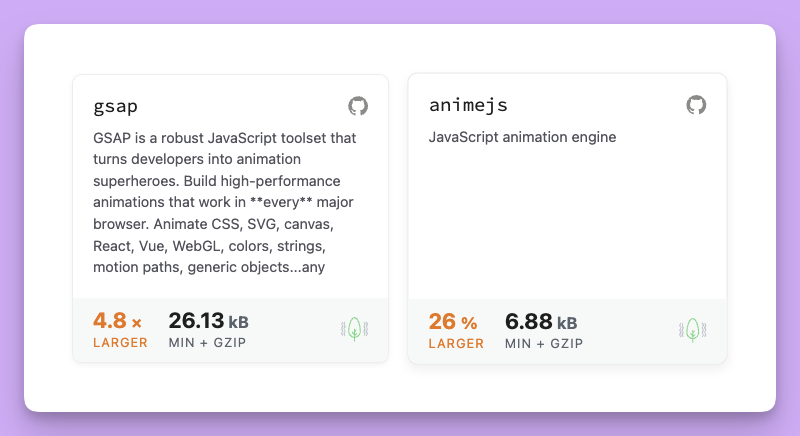 gsap
GSAP is a robust JavaScript toolset that
turns developers into animation
superheroes. Build high-performance
animations that work in **every** major
browser. Animate CSS, SVG, canvas,
React, Vue, WebGL, colors, strings,
motion paths, generic objects...any
4.8 ×
LARGER
26.13 kB
MIN + GZIP
animejs
JavaScript animation engine
26 %
LARGER
6.88 kB
MIN + GZIP